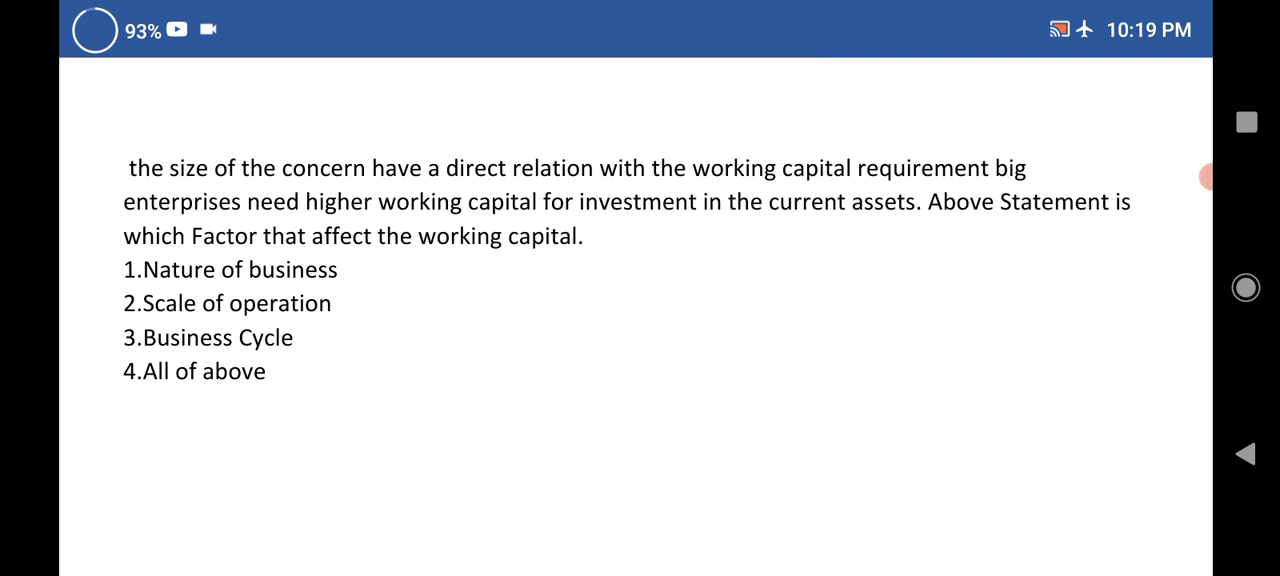 93% 10:19 PM
the size of the concern have a direct relation with the working capital requirement big
enterprises need higher working capital for investment in the current assets. Above Statement is
which Factor that affect the working capital.
1.Nature of business
2.Scale of operation
3.Business Cycle
4.All of above